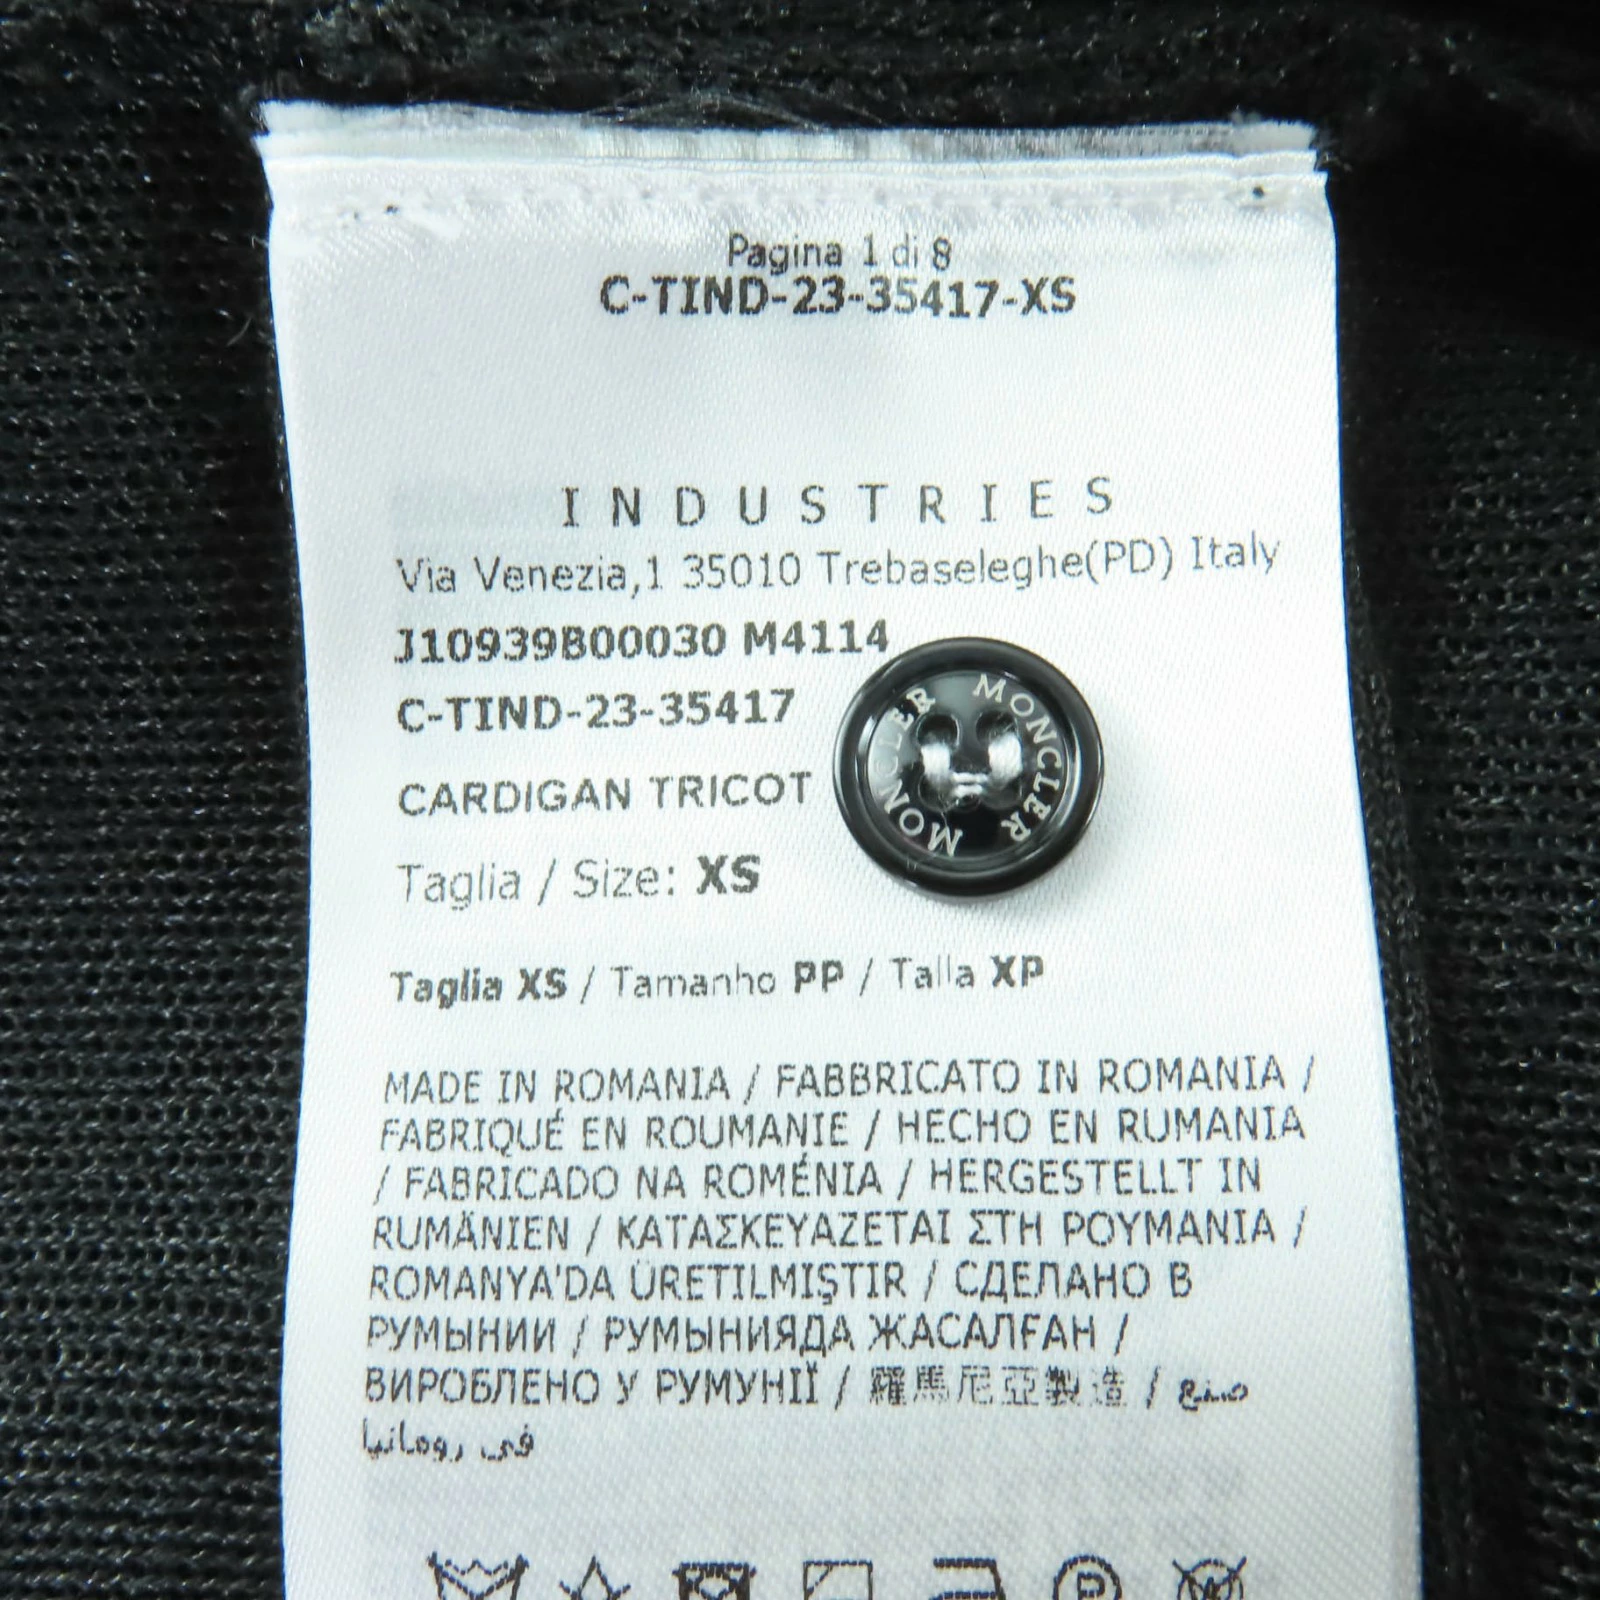 Pagina 1 di 8
C-TIND-23-35417-XS
INDUSTRIES
Via Venezia,1 35010 Trebaseleghe(PD) Italy
J10939B00030 M4114
C-TIND-23-35417
MONCLER MONCLER
CARDIGAN TRICOT
Taglia / Size: XS
Taglia XS / Tamanho PP / Talla XP
MADE IN ROMANIA / FABBRICATO IN ROMANIA /
FABRIQUÉ EN ROUMANIE / HECHO EN RUMANIA
/ FABRICADO NA ROMÉNIA / HERGESTELLT IN
RUMÄNIEN / ΚΑΤΑΣΚΕΥΑΖΕΤΑΙ ΣΤΗ ΡΟΥΜΑΝΙΑ /
ROMANYA'DA ÜRETILMIŞTIR / СДЕЛАНО В
РУМЫНИИ / РУМЫНИЯДА ЖАСАЛҒАН /
ВИРОБЛЕНО У РУМУНІЇ / 羅馬尼亞製造 / صنع
في رومانيا
P
W